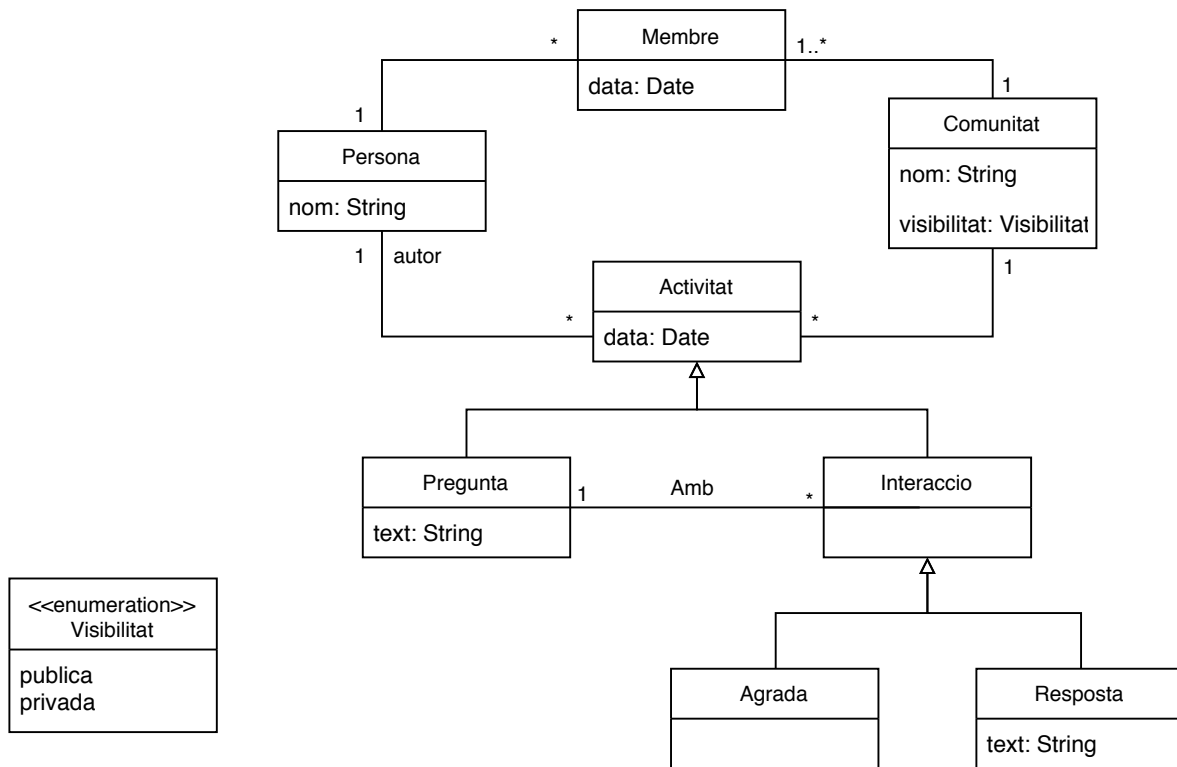 Membre
*
1..*
data: Date
1
1
Comunitat
Persona
nom: String
nom: String
visibilitat: Visibilitat
1
autor
1
Activitat
*
*
data: Date
Pregunta
Amb
Interaccio
1
*
text: String
<<enumeration>>
Visibilitat
publica
privada
Agrada
Resposta
text: String